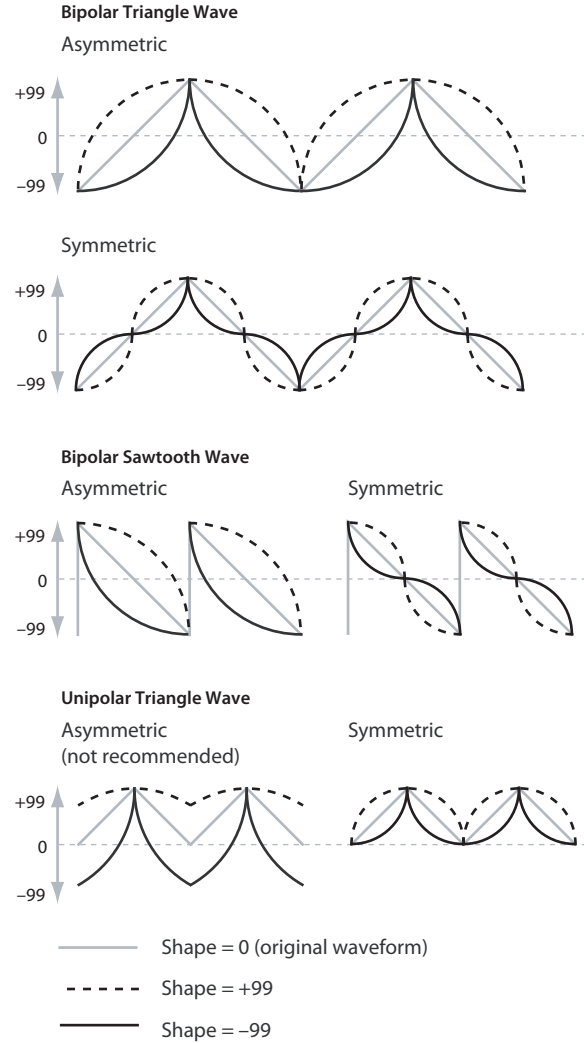 Bipolar Triangle Wave
Asymmetric
+99
0
–99
Symmetric
+99
0
–99
Bipolar Sawtooth Wave
Asymmetric
Symmetric
+99
0
–99
Unipolar Triangle Wave
Asymmetric
(not recommended)
Symmetric
+99
0
–99
Shape = 0 (original waveform)
Shape = +99
Shape = –99